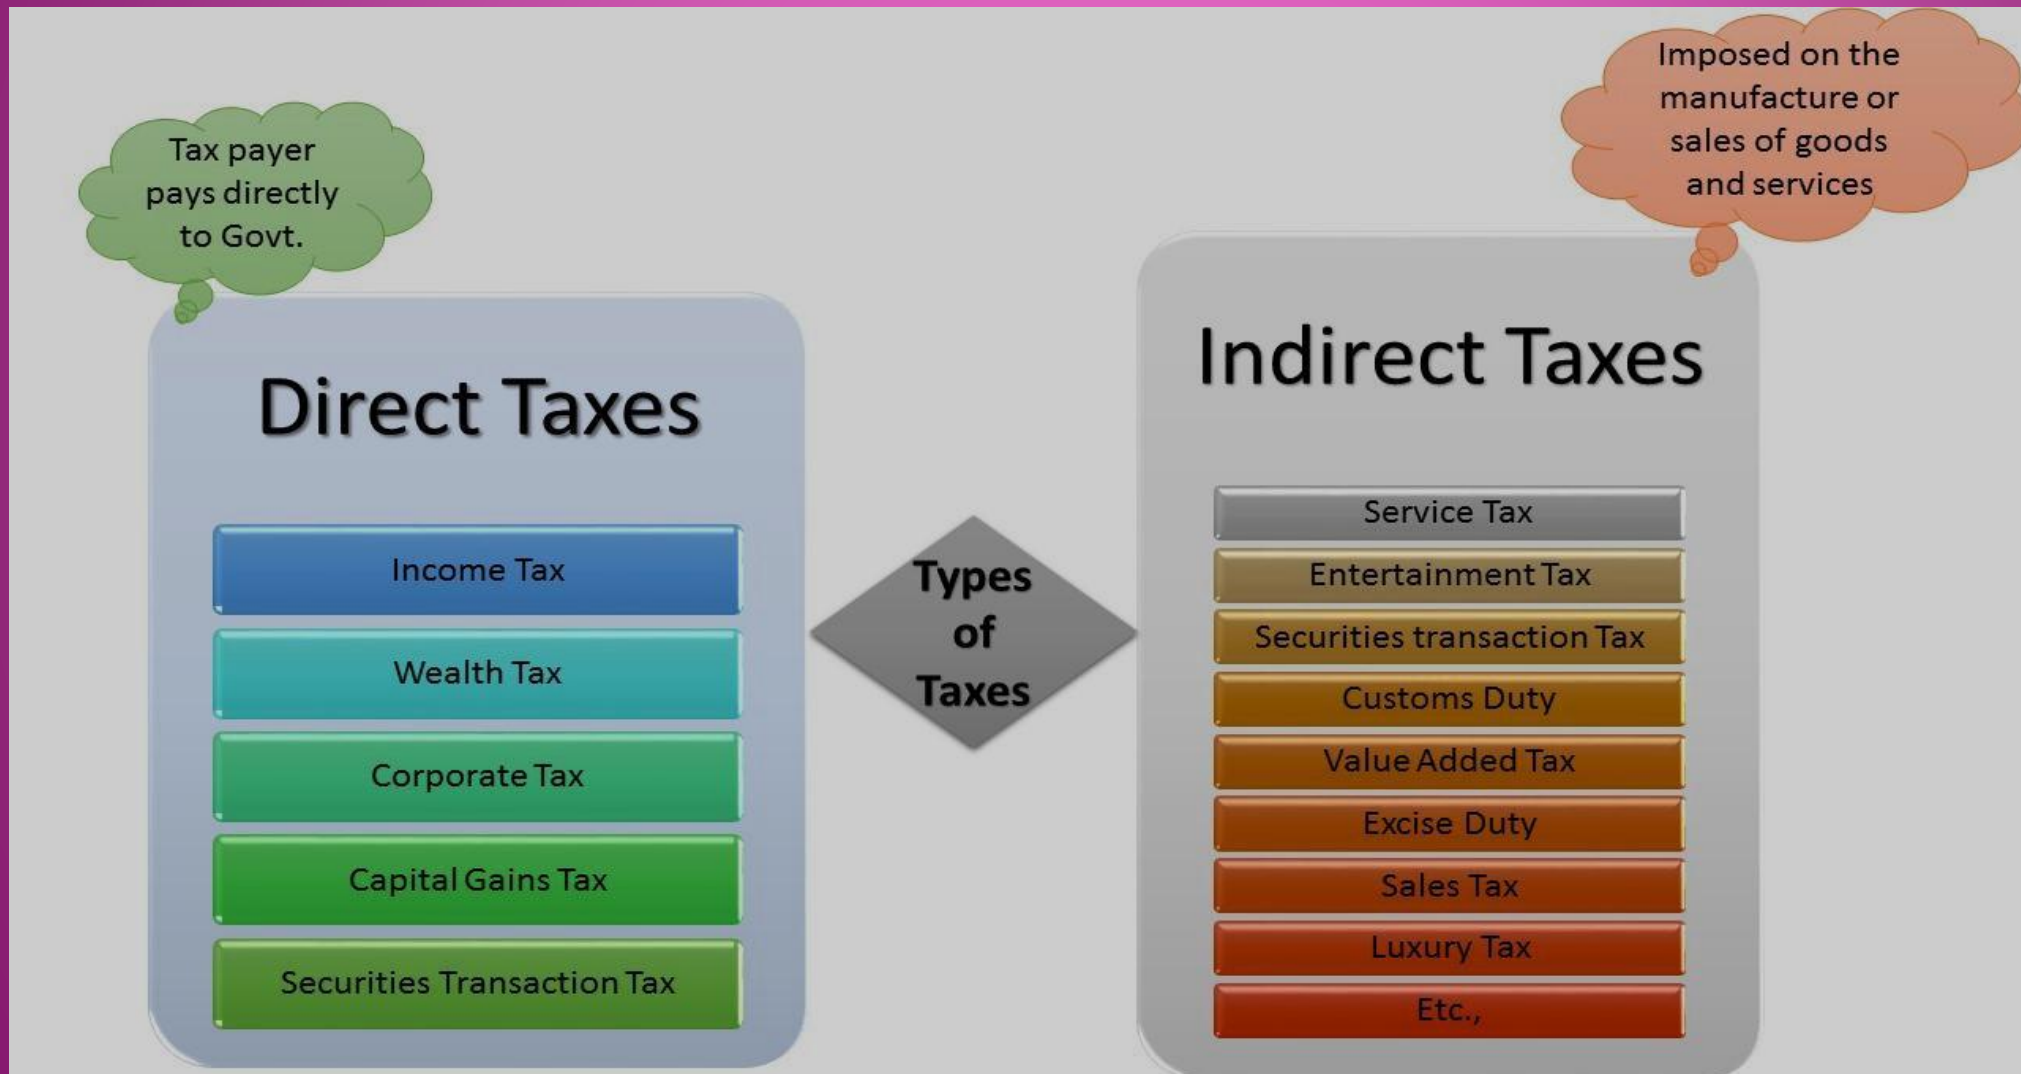 Tax payer
pays directly
to Govt.
Direct Taxes
Income Tax
Wealth Tax
Corporate Tax
Capital Gains Tax
Securities Transaction Tax
Types
of
Taxes
Imposed on the
manufacture or
sales of goods
and services
Indirect Taxes
Service Tax
Entertainment Tax
Securities transaction Tax
Customs Duty
Value Added Tax
Excise Duty
Sales Tax
Luxury Tax
Etc.,